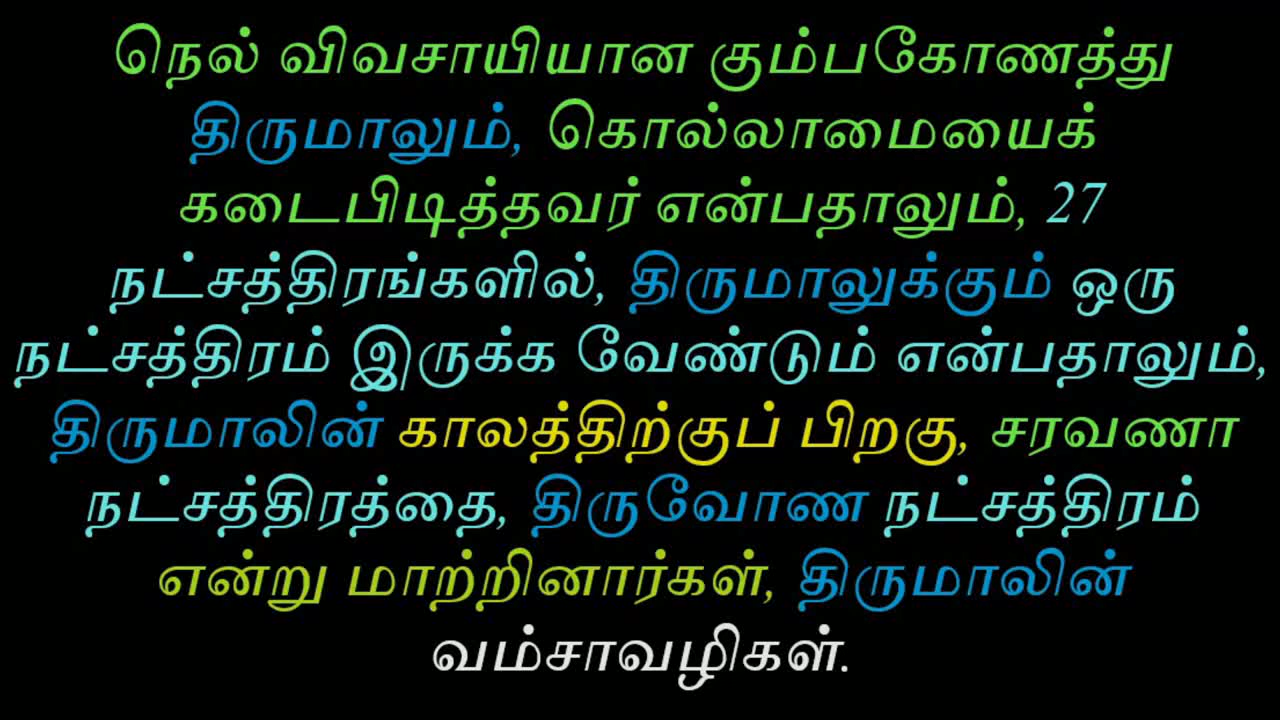 நெல் விவசாயியான கும்பகோணத்து
திருமாலும், கொல்லாமையைக்
கடைபிடித்தவர் என்பதாலும், 27
நட்சத்திரங்களில், திருமாலுக்கும் ஒரு
நட்சத்திரம் இருக்க வேண்டும் என்பதாலும்,
திருமாலின் காலத்திற்குப் பிறகு, சரவணா
நட்சத்திரத்தை, திருவோண நட்சத்திரம்
என்று மாற்றினார்கள், திருமாலின்
வம்சாவழிகள்.